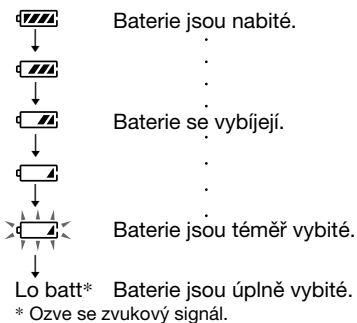 Baterie jsou nabité.
Baterie se vybíjejí.
Baterie jsou téměř vybité.
Lo batt* Baterie jsou úplně vybité.
* Ozve se zvukový signál.